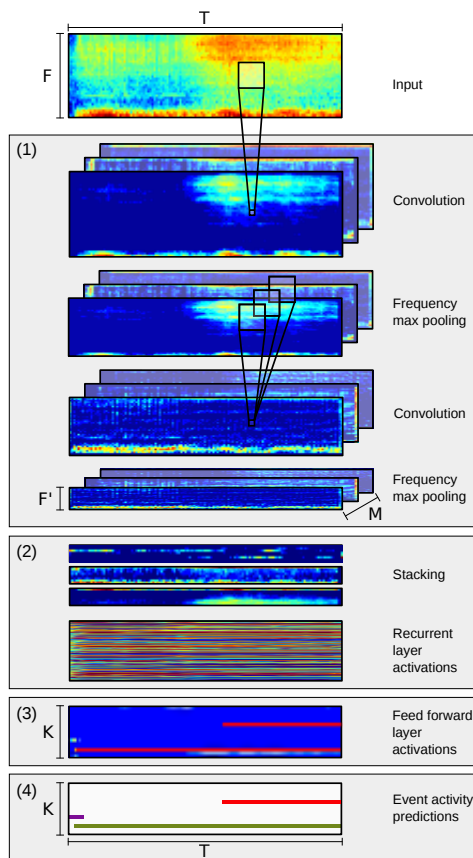 T
F
Input
(1)
Convolution
Frequency
max pooling
Convolution
Frequency
max pooling
F'
M
(2)
Stacking
Recurrent
layer
activations
(3)
K
Feed forward
layer
activations
(4)
K
Event activity
predictions
T